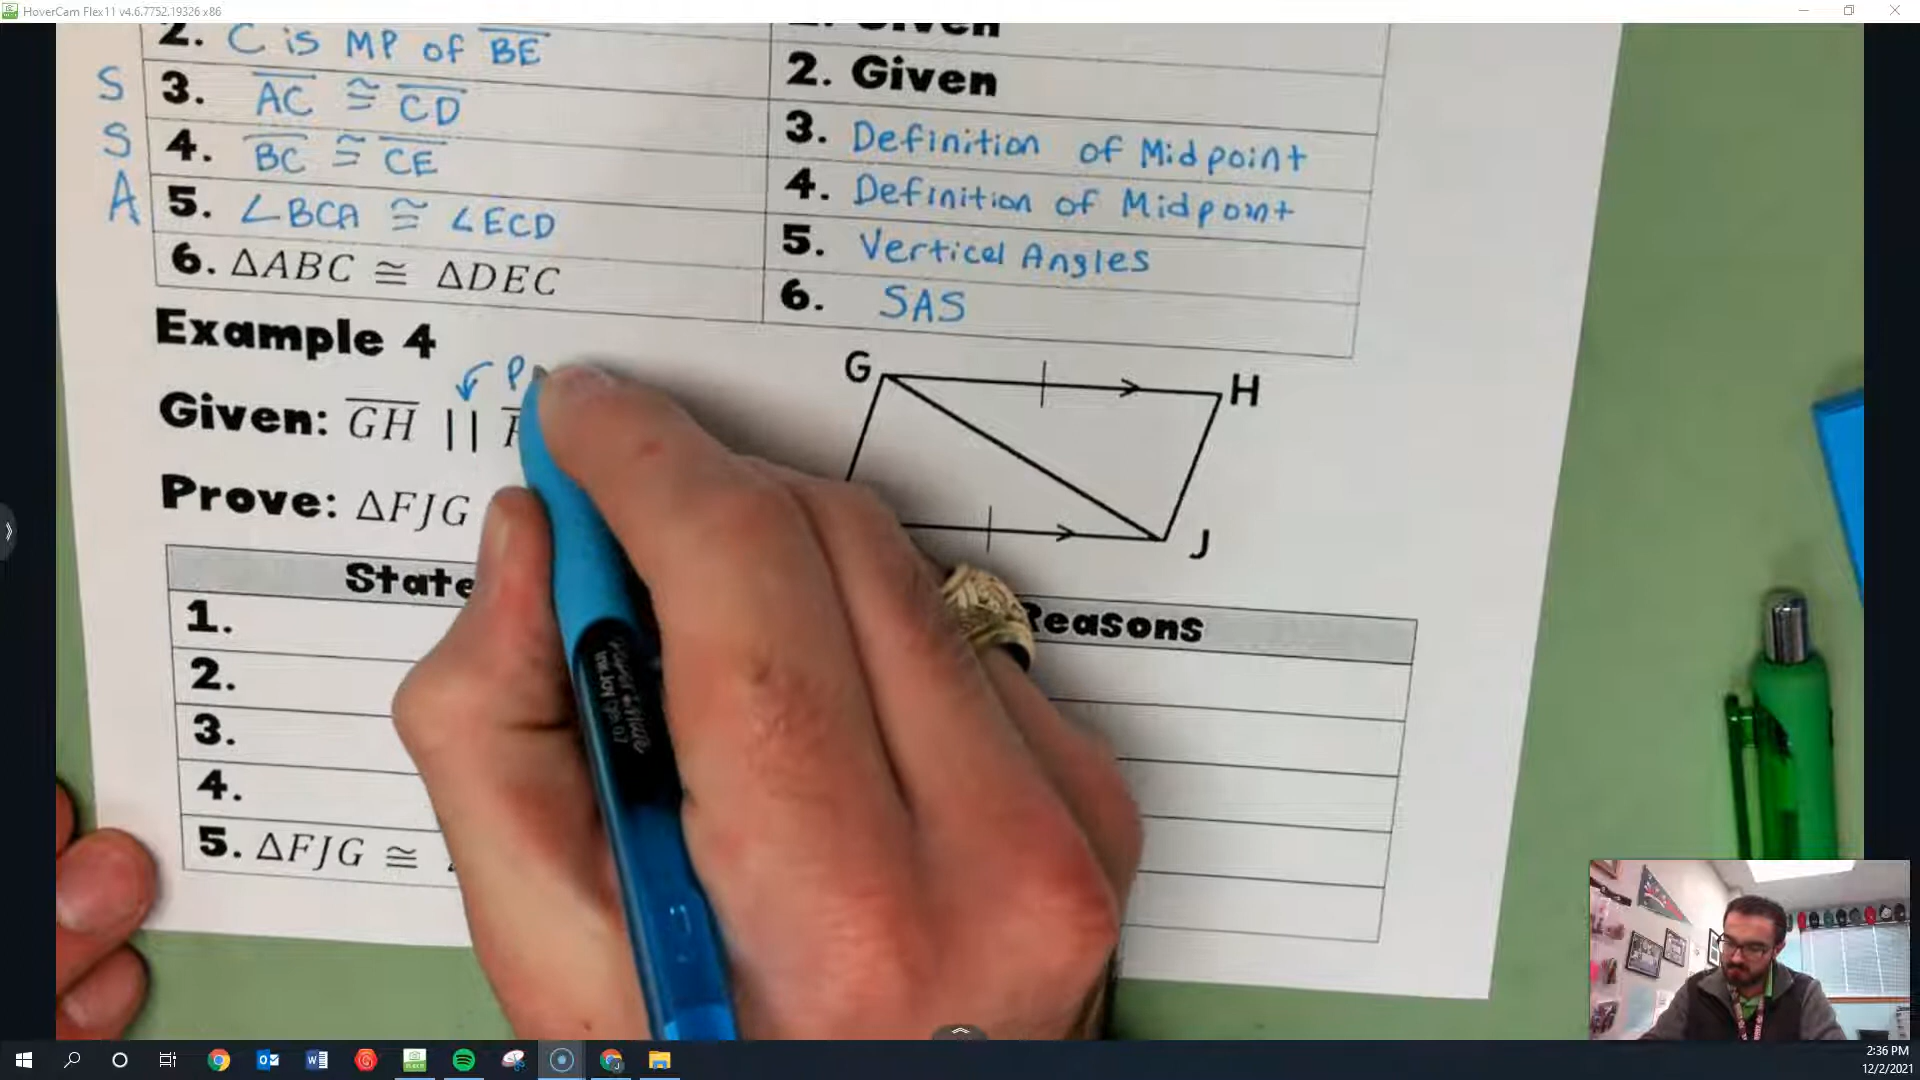 HoverCam Flex11 v4.6.7752.19326 x86
2. C is MP of BE
Given
2. Given
S 3. AC ≅ CD
3. Definition of Midpoint
S 4. BC ≅ CE
4. Definition of Midpoint
A 5. ∠BCA ≅ ∠ECD
5. Vertical Angles
6. ΔABC ≅ ΔDEC
6. SAS
Example 4
G H
Given: GH ||
Prove: ΔFJG
J
Reasons
1.
2.
3.
4.
5. ΔFJG ≅
2:36 PM
12/2/2021